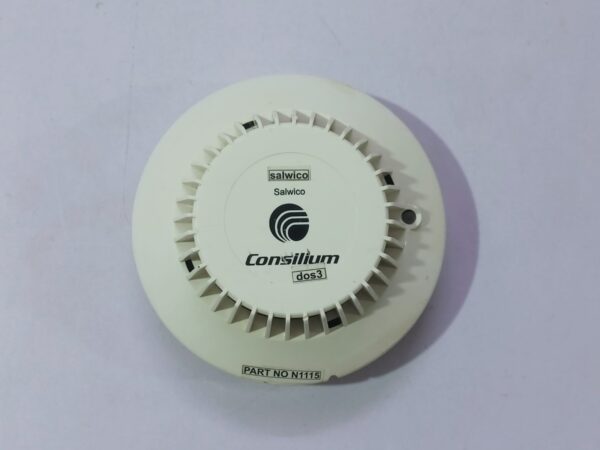 salwico
Salwico
Consilium
dos3
PART NO N1115